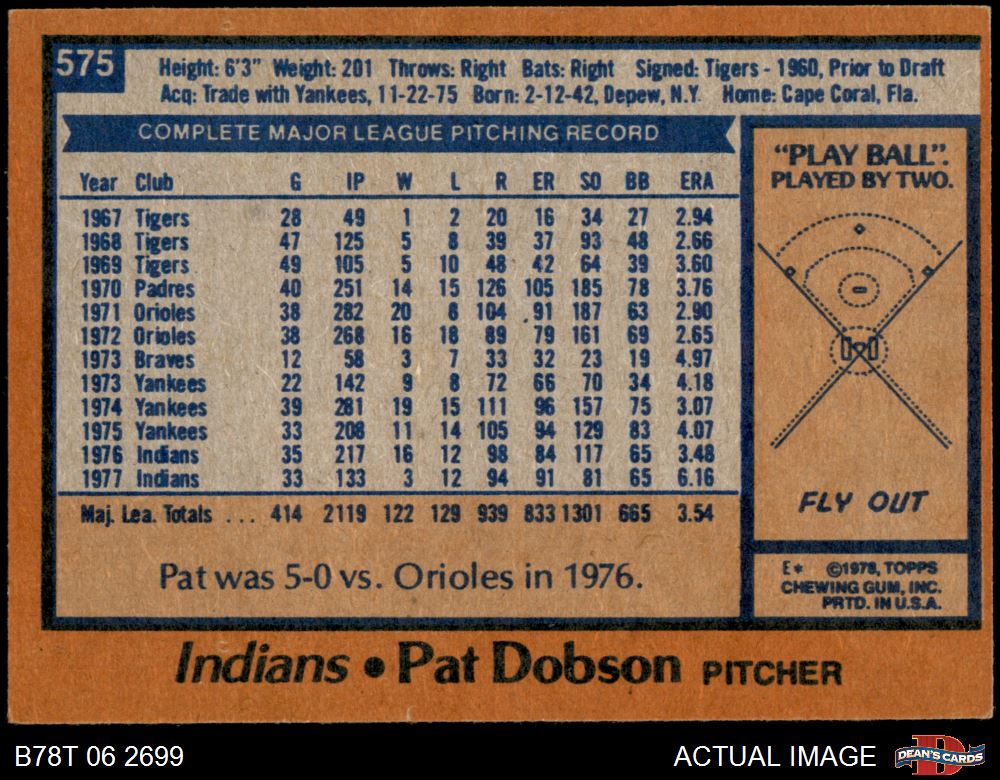 575
Height: 6'3" Weight: 201 Throws: Right Bats: Right Signed: Tigers - 1960, Prior to Draft
Acq: Trade with Yankees, 11-22-75 Born: 2-12-42, Depew, N.Y. Home: Cape Coral, Fla.
COMPLETE MAJOR LEAGUE PITCHING RECORD
Year Club G IP W L R ER SO BB ERA
1967 Tigers 28 49 1 2 20 16 34 27 2.94
1968 Tigers 47 125 5 8 39 37 93 48 2.66
1969 Tigers 49 105 5 10 48 42 64 39 3.60
1970 Padres 40 251 14 15 126 105 185 78 3.76
1971 Orioles 38 282 20 8 104 91 187 63 2.90
1972 Orioles 38 268 16 18 89 79 161 69 2.65
1973 Braves 12 58 3 7 33 32 23 19 4.97
1973 Yankees 22 142 9 8 72 66 70 34 4.18
1974 Yankees 39 281 19 15 111 96 157 75 3.07
1975 Yankees 33 208 11 14 105 94 129 83 4.07
1976 Indians 35 217 16 12 98 84 117 65 3.48
1977 Indians 33 133 3 12 94 91 81 65 6.16
Maj. Lea. Totals ... 414 2119 122 129 939 833 1301 665 3.54
Pat was 5-0 vs. Orioles in 1976.
"PLAY BALL".
PLAYED BY TWO.
FLY OUT
E* ©1978, TOPPS
CHEWING GUM, INC.
PRTD. IN U.S.A.
Indians • Pat Dobson PITCHER
B78T 06 2699
ACTUAL IMAGE
D
DEAN'S CARDS